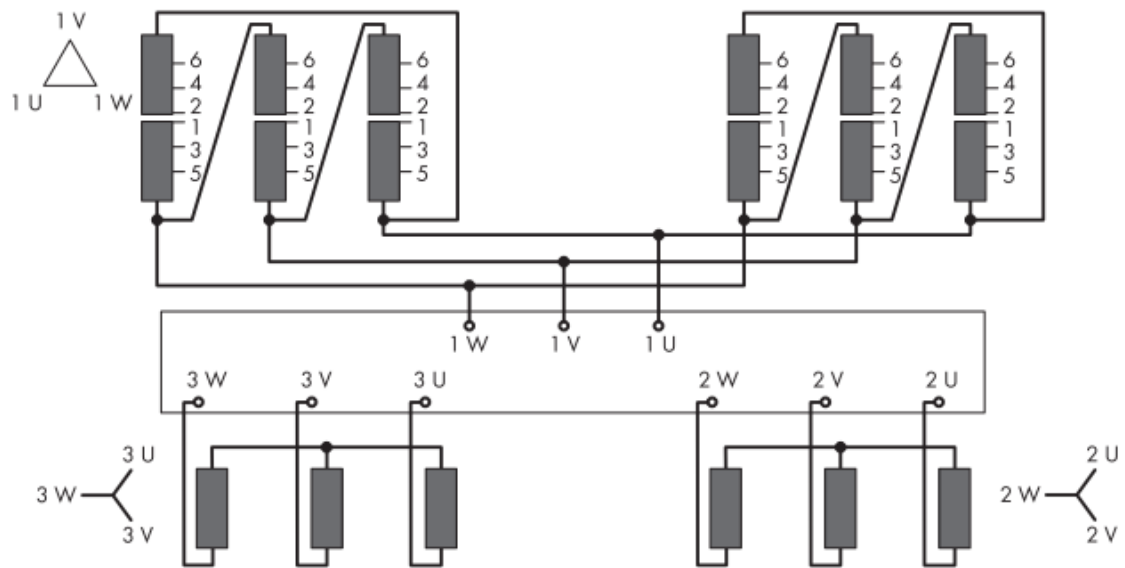 1 V
1 U 1 W
6 6 6 6 6 6
4 4 4 4 4 4
2 2 2 2 2 2
1 1 1 1 1 1
3 3 3 3 3 3
5 5 5 5 5 5
1 W 1 V 1 U
3 W 3 V 3 U 2 W 2 V 2 U
3 U 2 U
3 W 2 W
3 V 2 V